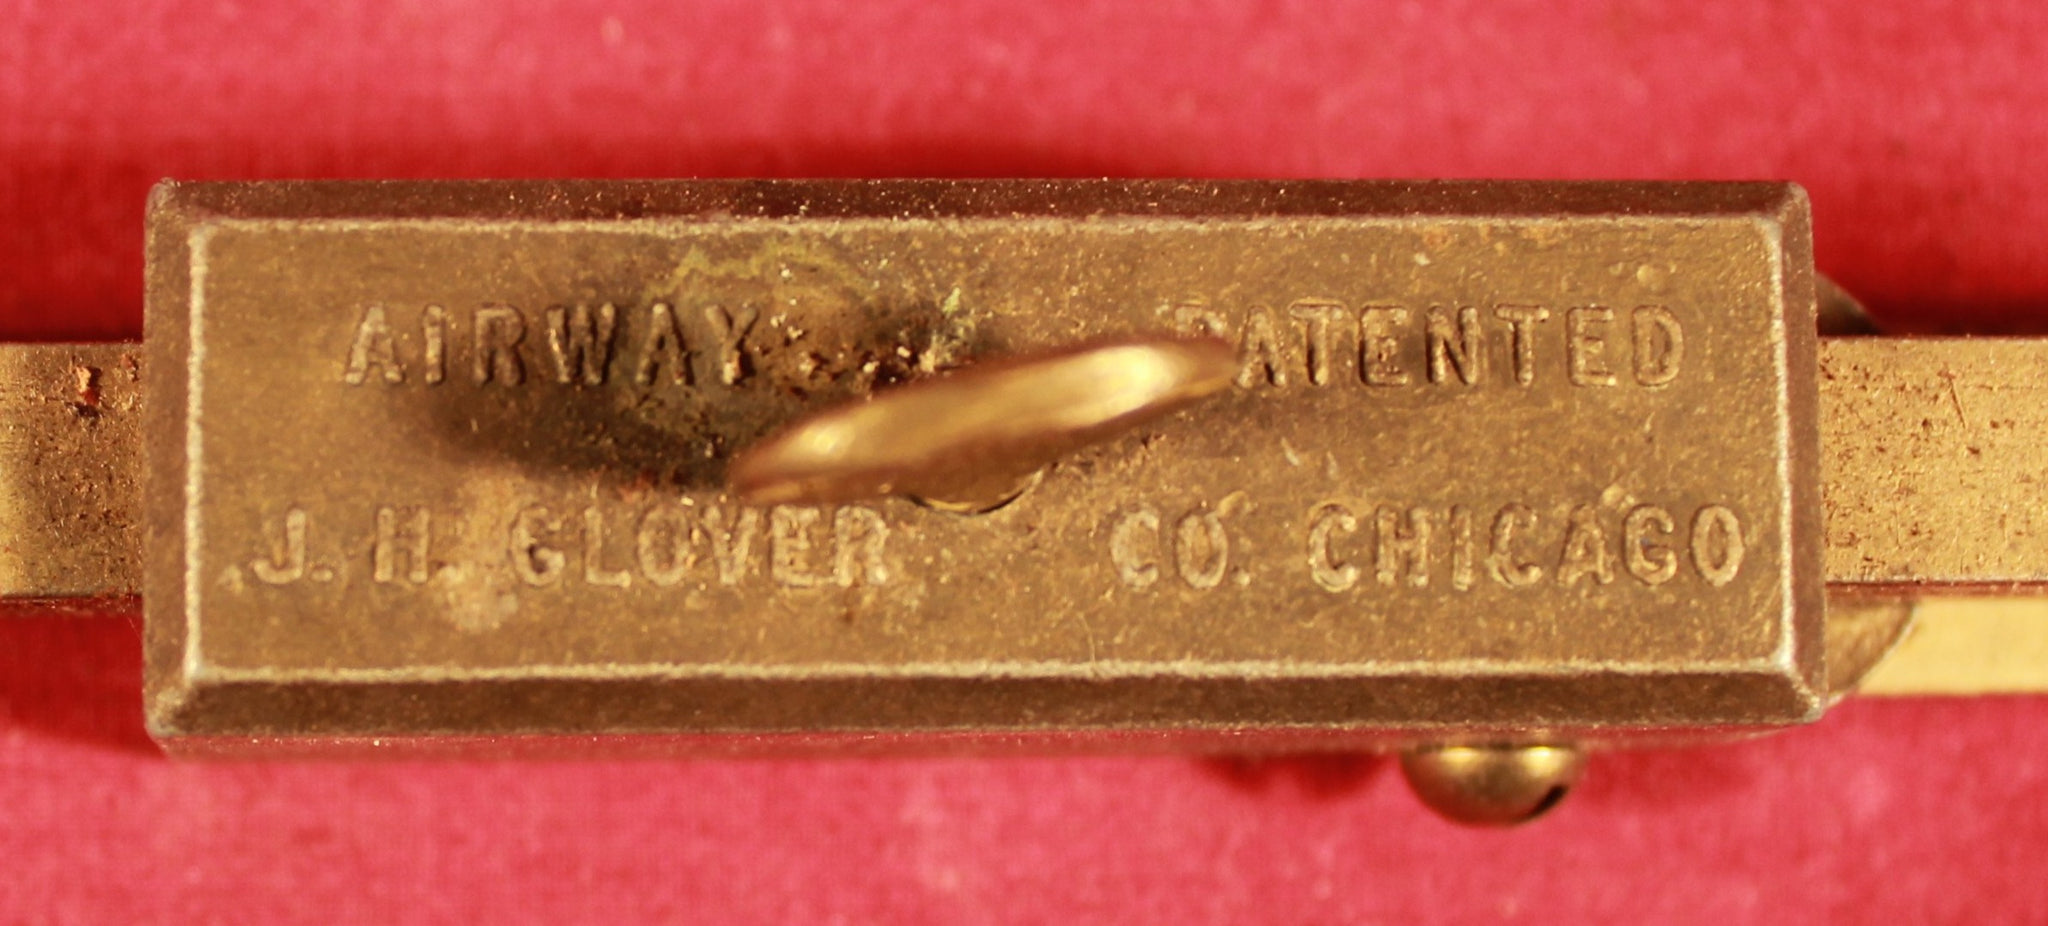 AIRWAY PATENTED
J. H. GLOVER CO. CHICAGO